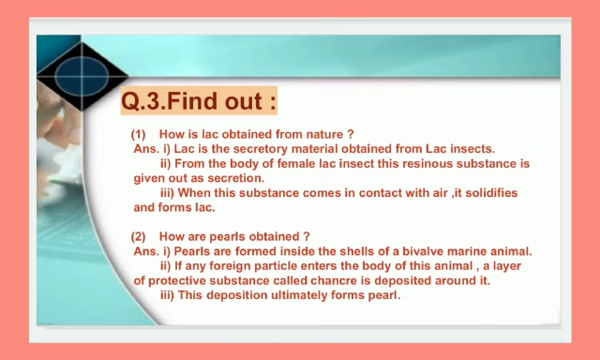 Q.3.Find out :
(1) How is lac obtained from nature ?
Ans. i) Lac is the secretory material obtained from Lac insects.
ii) From the body of female lac insect this resinous substance is
given out as secretion.
iii) When this substance comes in contact with air ,it solidifies
and forms lac.
(2) How are pearls obtained ?
Ans. i) Pearls are formed inside the shells of a bivalve marine animal.
ii) If any foreign particle enters the body of this animal , a layer
of protective substance called chancre is deposited around it.
iii) This deposition ultimately forms pearl.